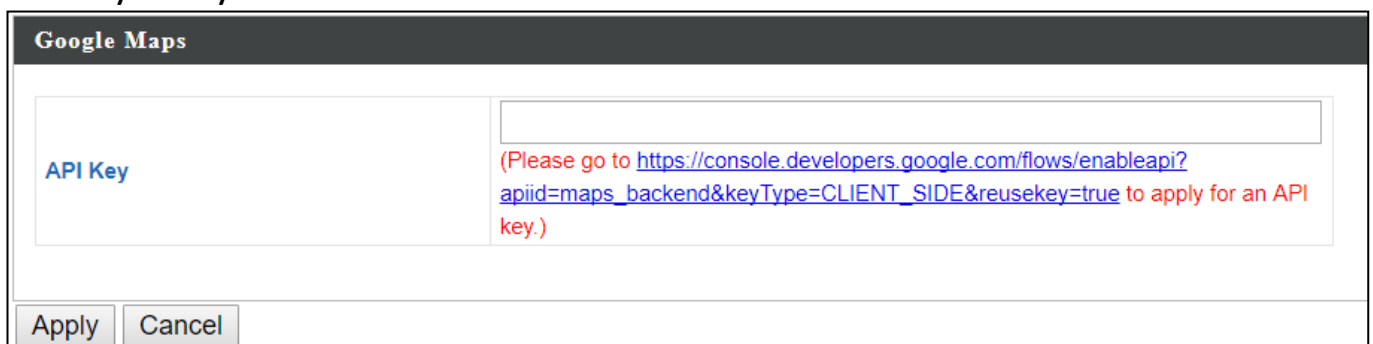 Google Maps
API Key
(Please go to https://console.developers.google.com/flows/enableapi?
apiid=maps_backend&keyType=CLIENT_SIDE&reusekey=true to apply for an API
key.)
Apply
Cancel